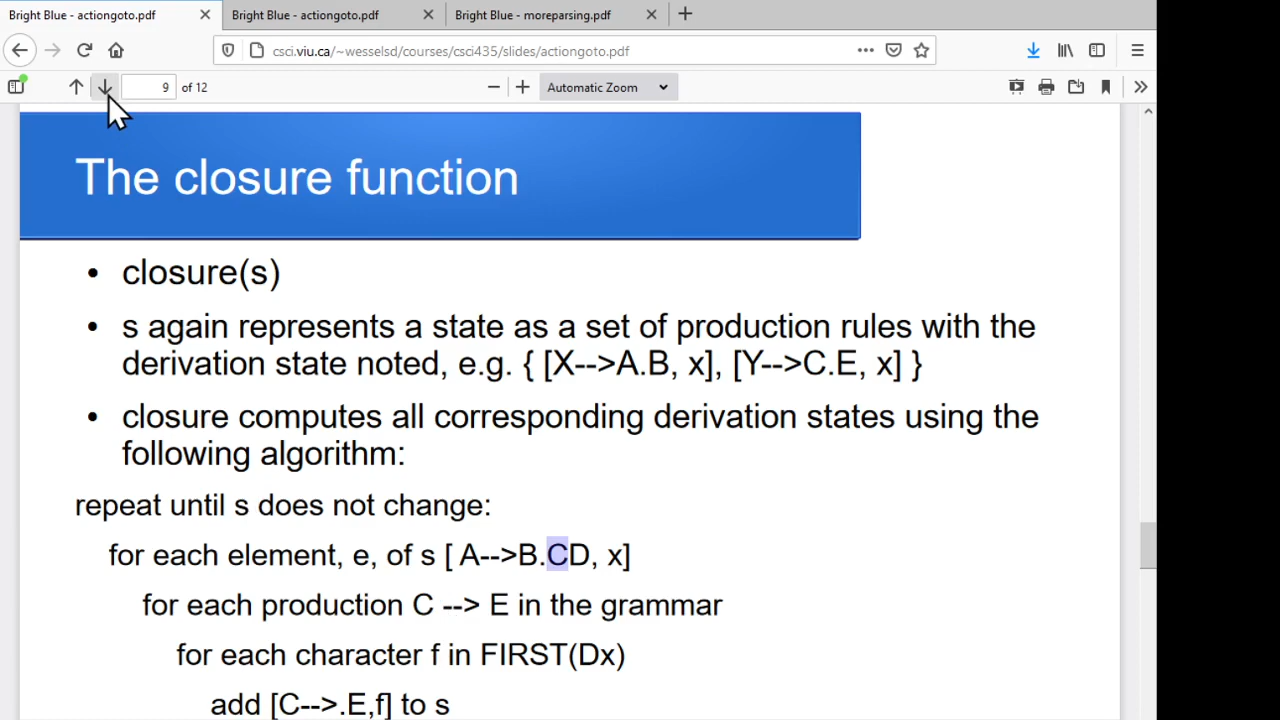 Bright Blue - actiongoto.pdf
Bright Blue - actiongoto.pdf
Bright Blue - moreparsing.pdf
csci.viu.ca/~wesselsd/courses/csci435/slides/actiongoto.pdf
9 of 12
Automatic Zoom
The closure function
• closure(s)
• s again represents a state as a set of production rules with the
derivation state noted, e.g. { [X-->A.B, x], [Y-->C.E, x] }
• closure computes all corresponding derivation states using the
following algorithm:
repeat until s does not change:
for each element, e, of s [ A-->B.CD, x]
for each production C --> E in the grammar
for each character f in FIRST(Dx)
add [C-->.E,f] to s